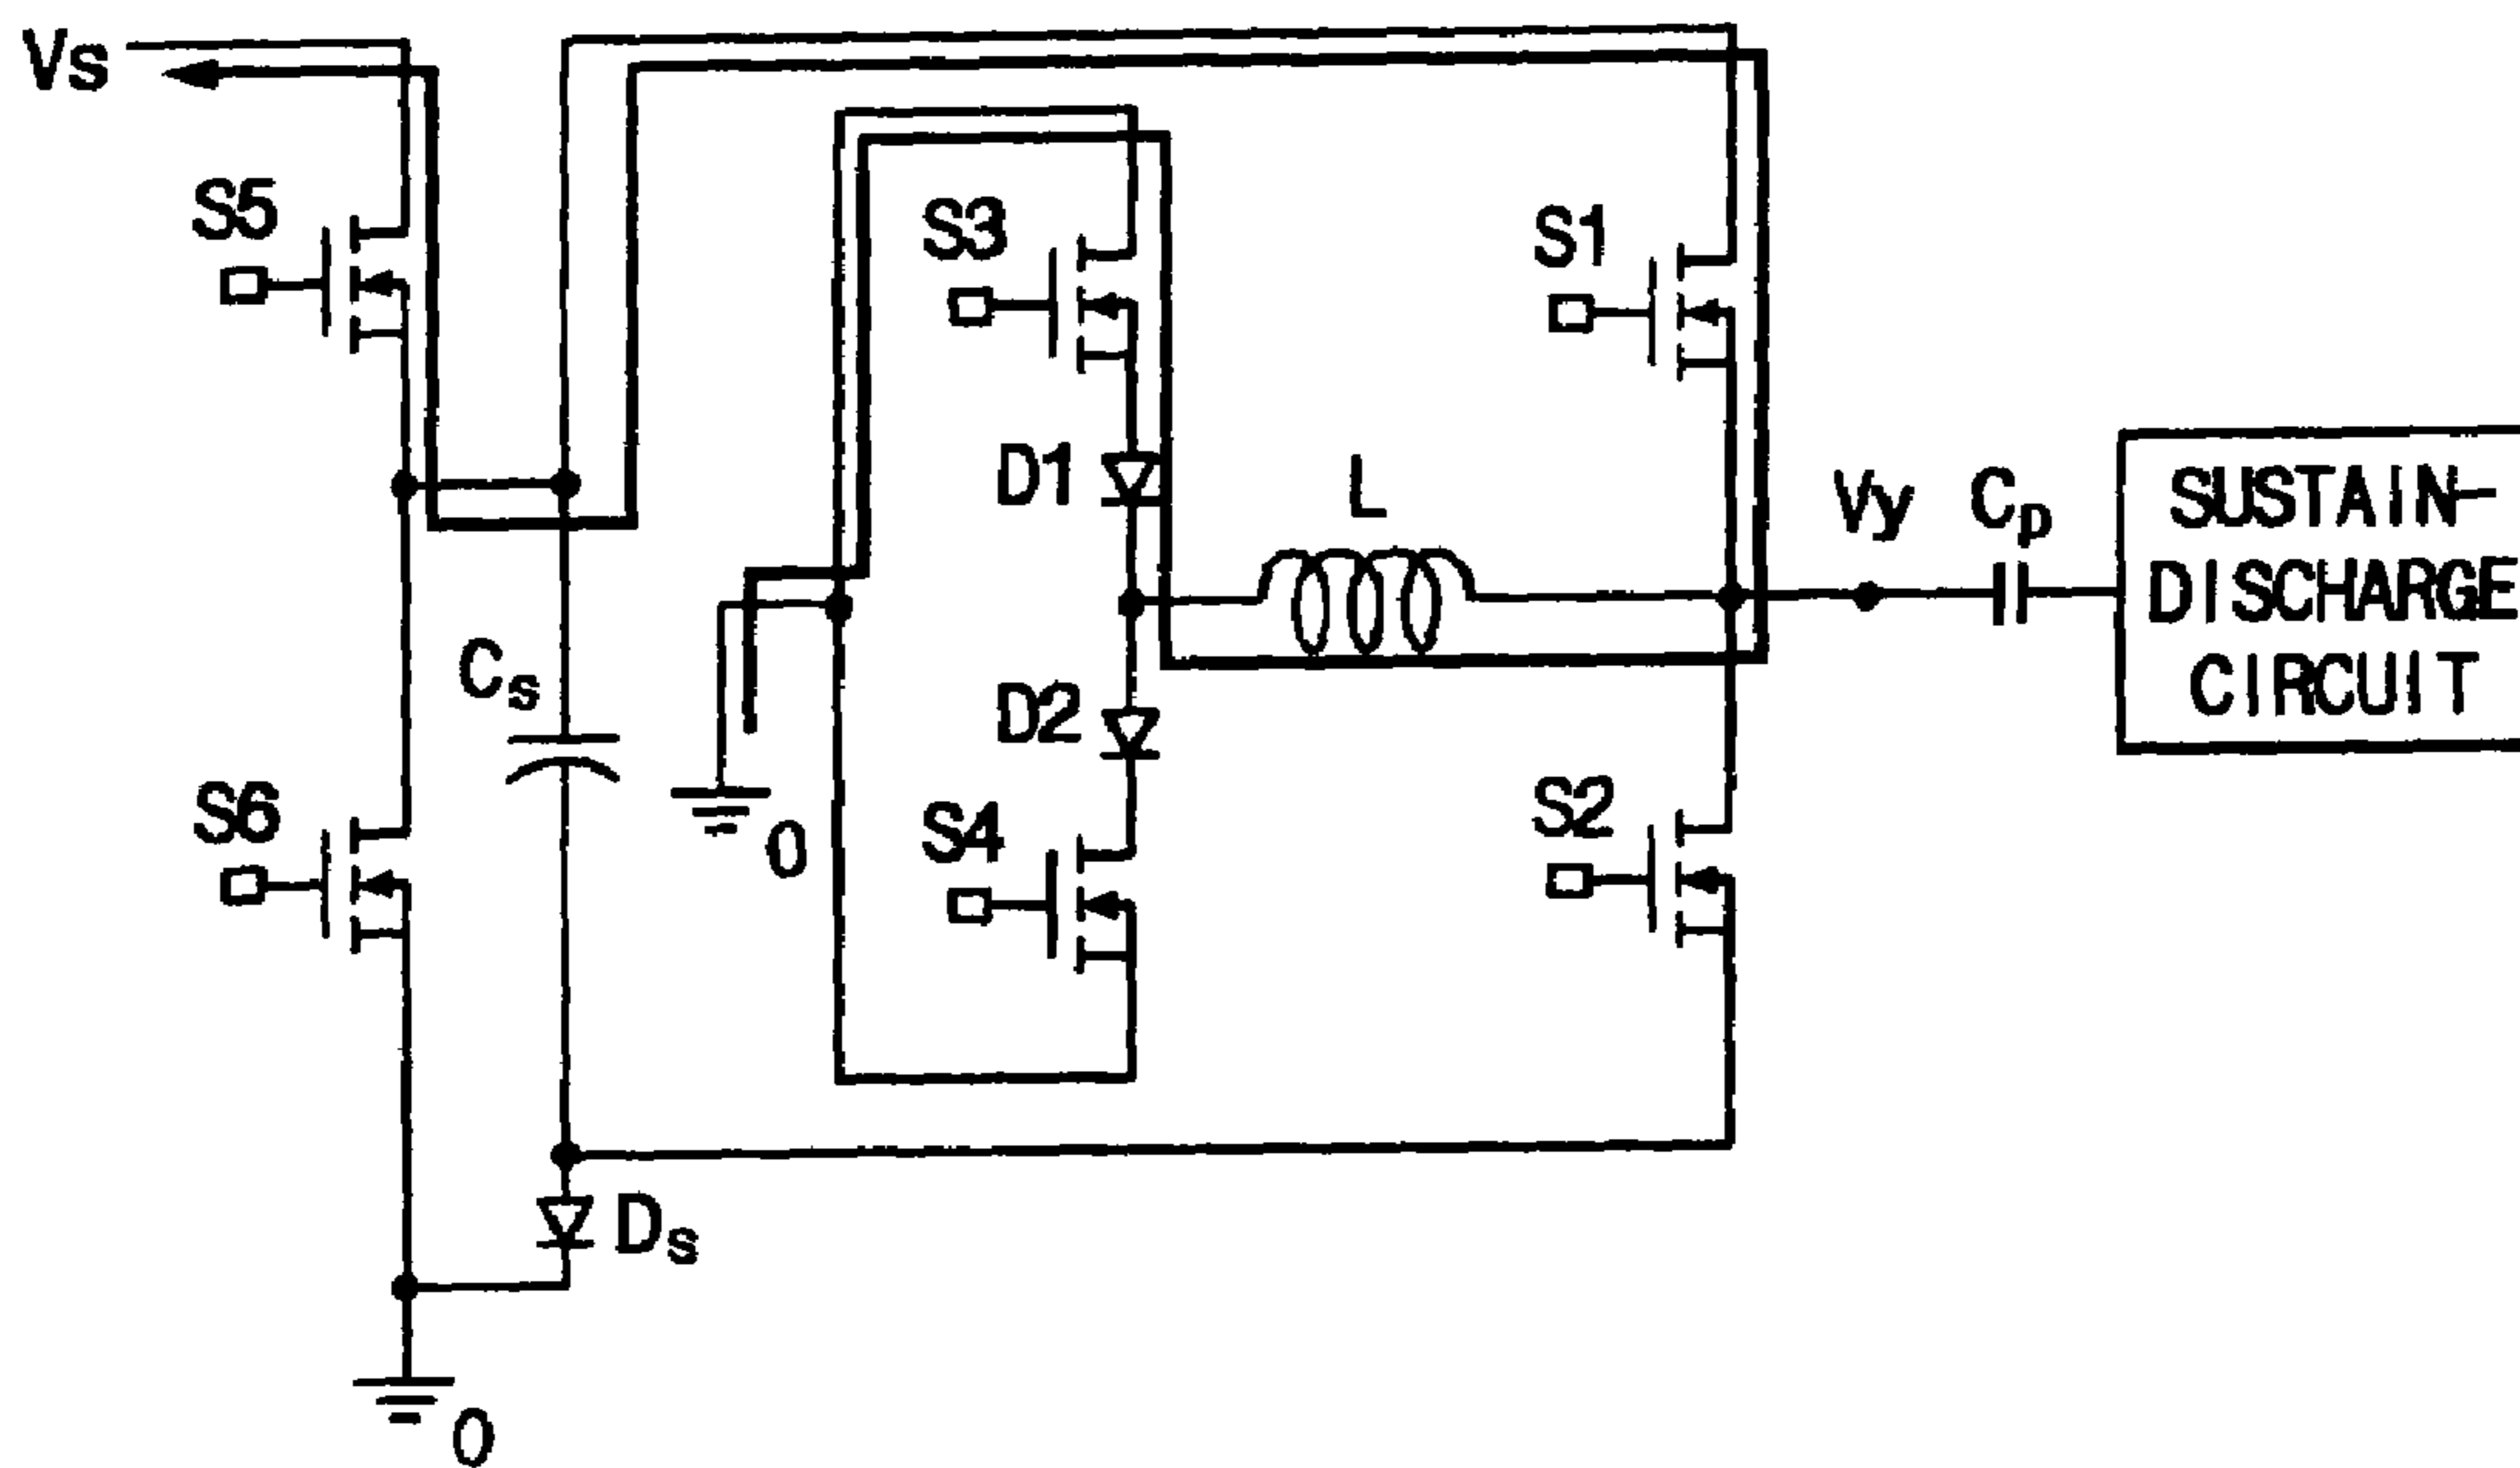 Vs
S5
S3
S1
D1
L
Vy
Cp
SUSTAIN-
DISCHARGE
CIRCUIT
Cs
D2
S6
0
S4
S2
Ds
0